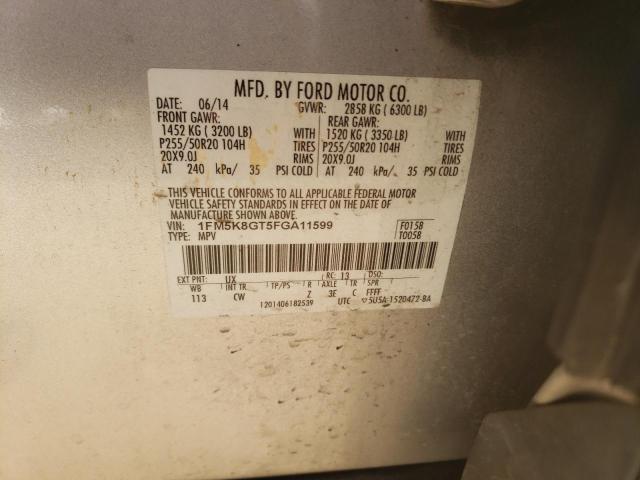 MFD. BY FORD MOTOR CO.
DATE: 06/14 GVWR: 2858 KG ( 6300 LB)
FRONT GAWR: REAR GAWR:
1452 KG ( 3200 LB) WITH 1520 KG ( 3350 LB) WITH
P255/50R20 104H TIRES P255/50R20 104H TIRES
20X9.0J RIMS 20X9.0J RIMS
AT 240 kPa/ 35 PSI COLD AT 240 kPa/ 35 PSI COLD
THIS VEHICLE CONFORMS TO ALL APPLICABLE FEDERAL MOTOR
VEHICLE SAFETY STANDARDS IN EFFECT ON THE DATE OF
MANUFACTURE SHOWN ABOVE.
VIN: 1FM5K8GT5FGA11599 F0158
TYPE: MPV T0058
EXT PNT: UX RC: 13 DSO:
WB INT TR TP/PS R AXLE TR SPR
113 CW Z 3E C FFFF
1201406182539 UTC ▽5U5A-1520472-BA